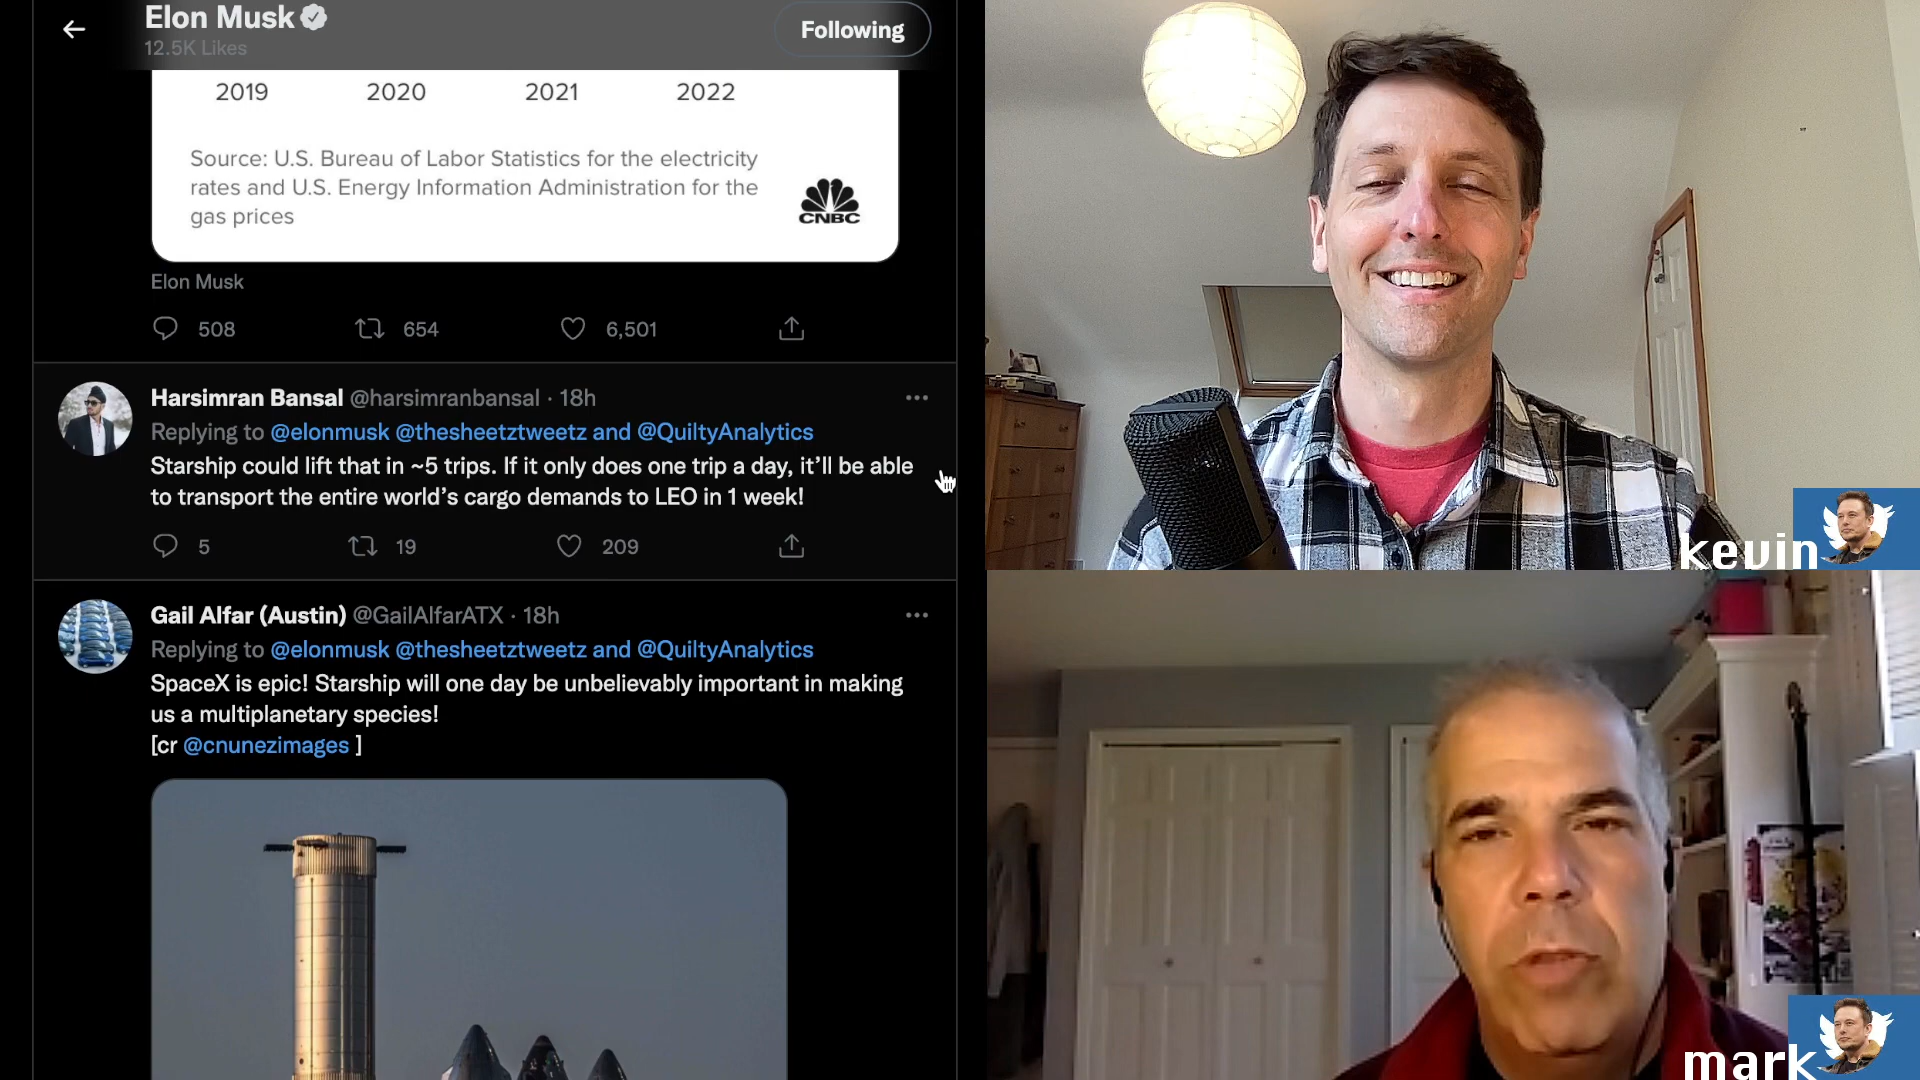 Elon Musk
12.5K Likes
Following
2019 2020 2021 2022
Source: U.S. Bureau of Labor Statistics for the electricity
rates and U.S. Energy Information Administration for the
gas prices
CNBC
Elon Musk
508 654 6,501
Harsimran Bansal @harsimranbansal · 18h
Replying to @elonmusk @thesheetztweetz and @QuiltyAnalytics
Starship could lift that in ~5 trips. If it only does one trip a day, it’ll be able
to transport the entire world’s cargo demands to LEO in 1 week!
5 19 209
Gail Alfar (Austin) @GailAlfarATX · 18h
Replying to @elonmusk @thesheetztweetz and @QuiltyAnalytics
SpaceX is epic! Starship will one day be unbelievably important in making
us a multiplanetary species!
[cr @cnunezimages ]
kevin
mark